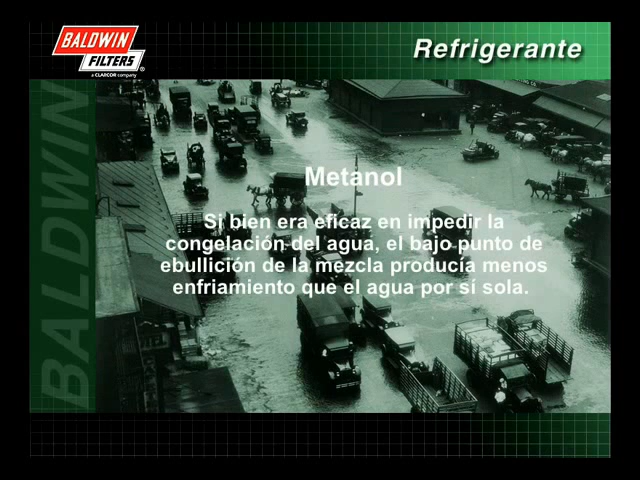 BALDWIN
FILTERS
a CLARCOR company
Refrigerante
BALDWIN
Metanol
Si bien era eficaz en impedir la
congelación del agua, el bajo punto de
ebullición de la mezcla producía menos
enfriamiento que el agua por sí sola.